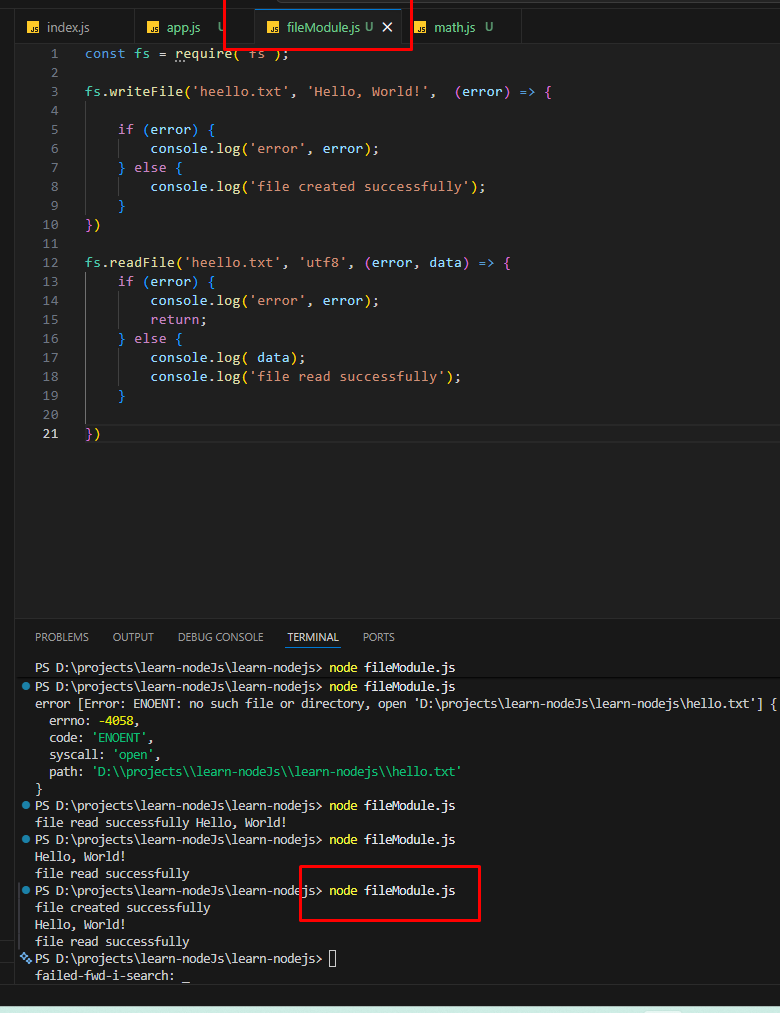 JS index.js JS app.js U JS fileModule.js U × JS math.js U
1 const fs = require('fs');
2
3 fs.writeFile('heello.txt', 'Hello, World!',  (error) => {
4
5     if (error) {
6         console.log('error', error);
7     } else {
8         console.log('file created successfully');
9     }
10 })
11
12 fs.readFile('heello.txt', 'utf8', (error, data) => {
13     if (error) {
14         console.log('error', error);
15         return;
16     } else {
17         console.log( data);
18         console.log('file read successfully');
19     }
20
21 })
PROBLEMS OUTPUT DEBUG CONSOLE TERMINAL PORTS
PS D:\projects\learn-nodeJs\learn-nodejs> node fileModule.js
PS D:\projects\learn-nodeJs\learn-nodejs> node fileModule.js
error [Error: ENOENT: no such file or directory, open 'D:\projects\learn-nodeJs\learn-nodejs\hello.txt'] {
  errno: -4058,
  code: 'ENOENT',
  syscall: 'open',
  path: 'D:\\projects\\learn-nodeJs\\learn-nodejs\\hello.txt'
}
PS D:\projects\learn-nodeJs\learn-nodejs> node fileModule.js
file read successfully Hello, World!
PS D:\projects\learn-nodeJs\learn-nodejs> node fileModule.js
Hello, World!
file read successfully
PS D:\projects\learn-nodeJs\learn-nodejs> node fileModule.js
file created successfully
Hello, World!
file read successfully
PS D:\projects\learn-nodeJs\learn-nodejs>
failed-fwd-i-search: _